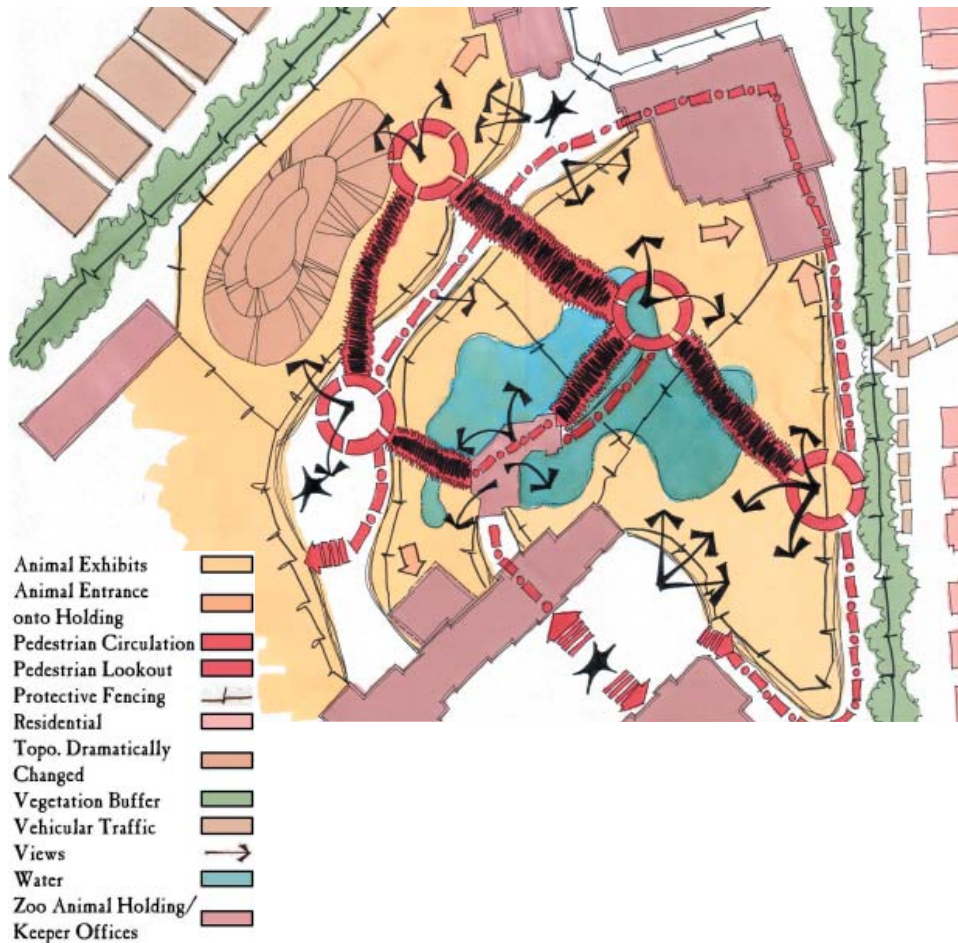 Animal Exhibits
Animal Entrance
onto Holding
Pedestrian Circulation
Pedestrian Lookout
Protective Fencing
Residential
Topo. Dramatically
Changed
Vegetation Buffer
Vehicular Traffic
Views
Water
Zoo Animal Holding/
Keeper Offices